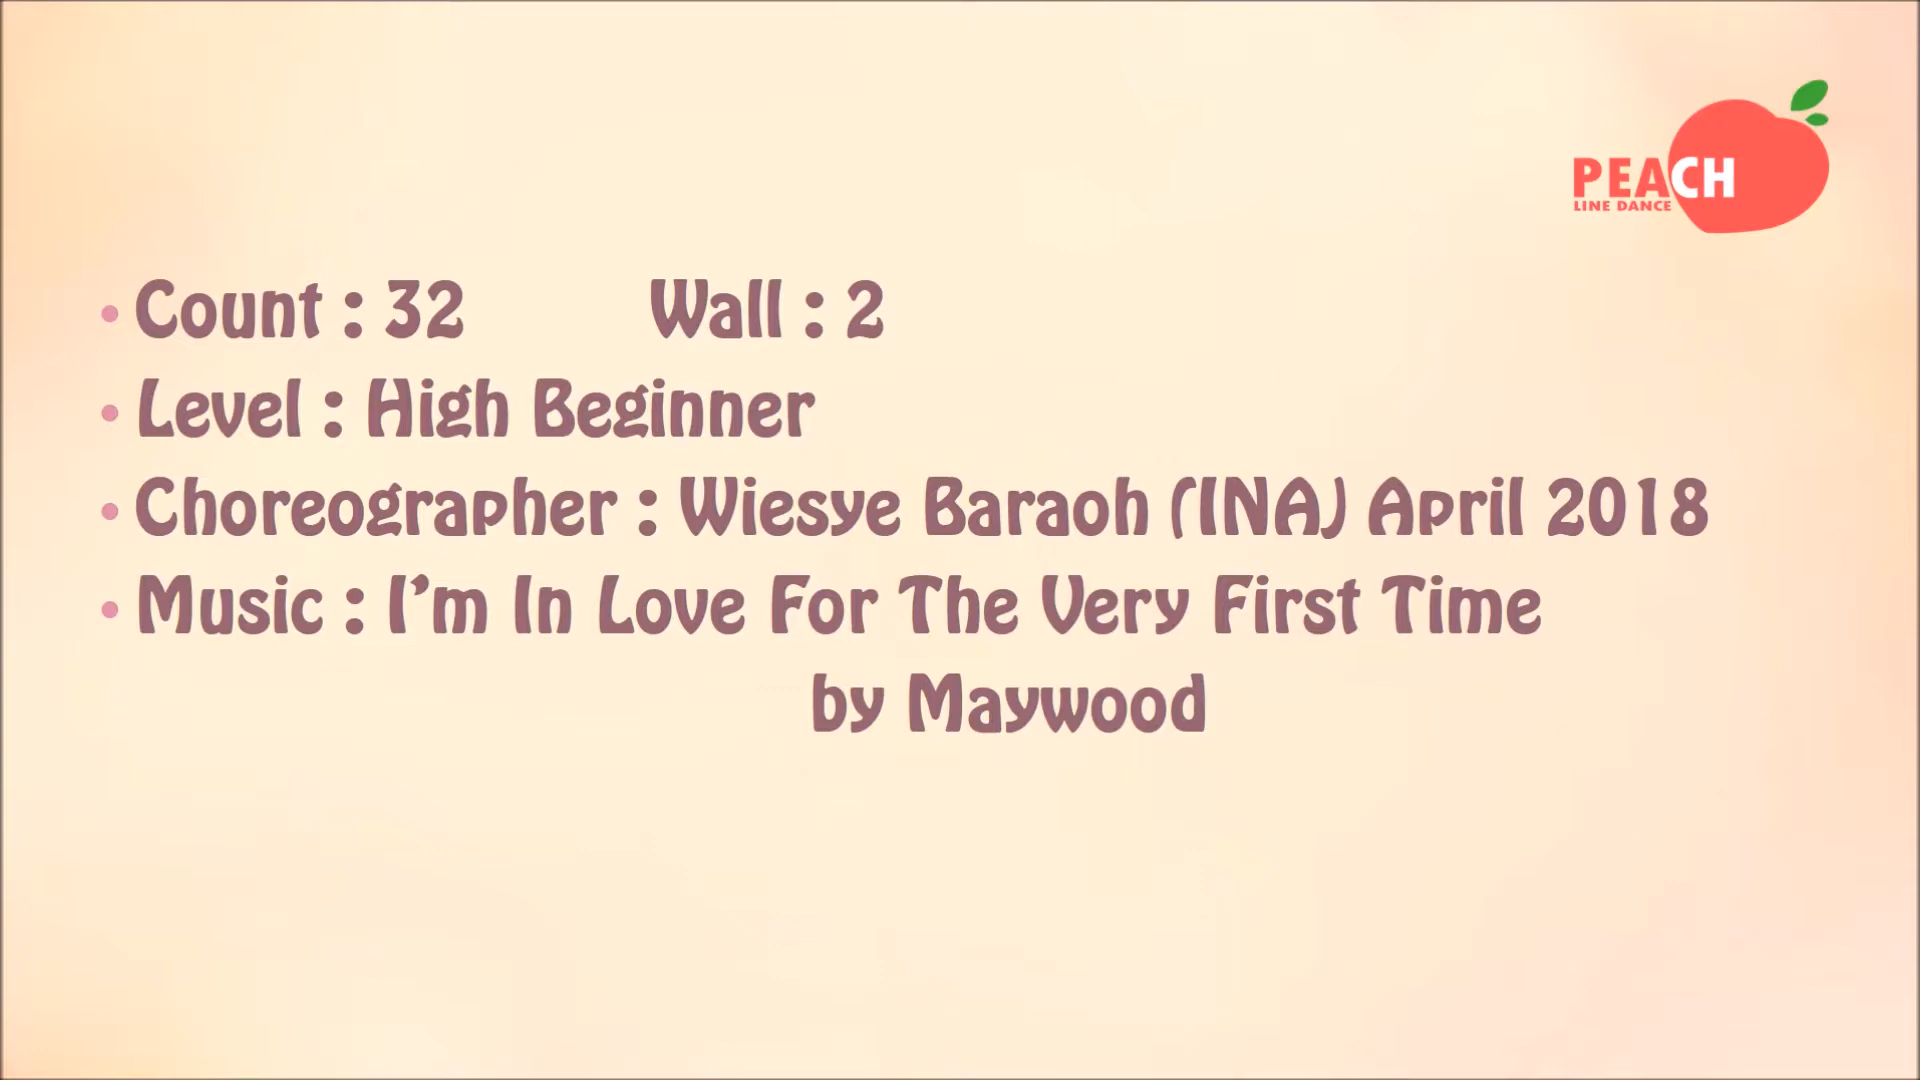 PEACH
LINE DANCE
• Count : 32 Wall : 2
• Level : High Beginner
• Choreographer : Wiesye Baraoh (INA) April 2018
• Music : I’m In Love For The Very First Time
by Maywood